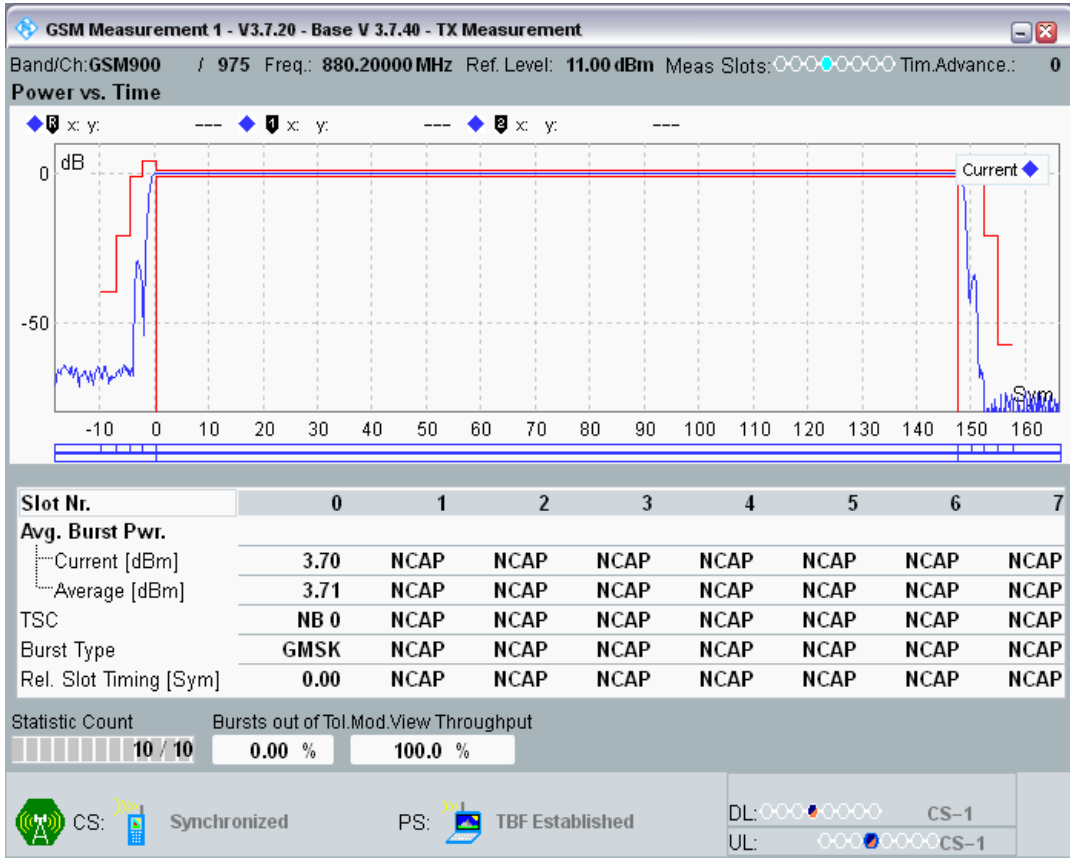 GSM Measurement 1 - V3.7.20 - Base V 3.7.40 - TX Measurement
Band/Ch:GSM900 / 975 Freq.: 880.20000 MHz Ref. Level: 11.00 dBm Meas Slots: Tim.Advance.: 0
Power vs. Time
R x: y: --- 1 x: y: --- 2 x: y: ---
dB
Current
0
-50
Sym
-10 0 10 20 30 40 50 60 70 80 90 100 110 120 130 140 150 160
Slot Nr. 0 1 2 3 4 5 6 7
Avg. Burst Pwr.
Current [dBm] 3.70 NCAP NCAP NCAP NCAP NCAP NCAP NCAP
Average [dBm] 3.71 NCAP NCAP NCAP NCAP NCAP NCAP NCAP
TSC NB 0 NCAP NCAP NCAP NCAP NCAP NCAP NCAP
Burst Type GMSK NCAP NCAP NCAP NCAP NCAP NCAP NCAP
Rel. Slot Timing [Sym] 0.00 NCAP NCAP NCAP NCAP NCAP NCAP NCAP
Statistic Count Bursts out of Tol.Mod.View Throughput
10 / 10 0.00 % 100.0 %
CS: Synchronized PS: TBF Established
DL: CS-1
UL: CS-1